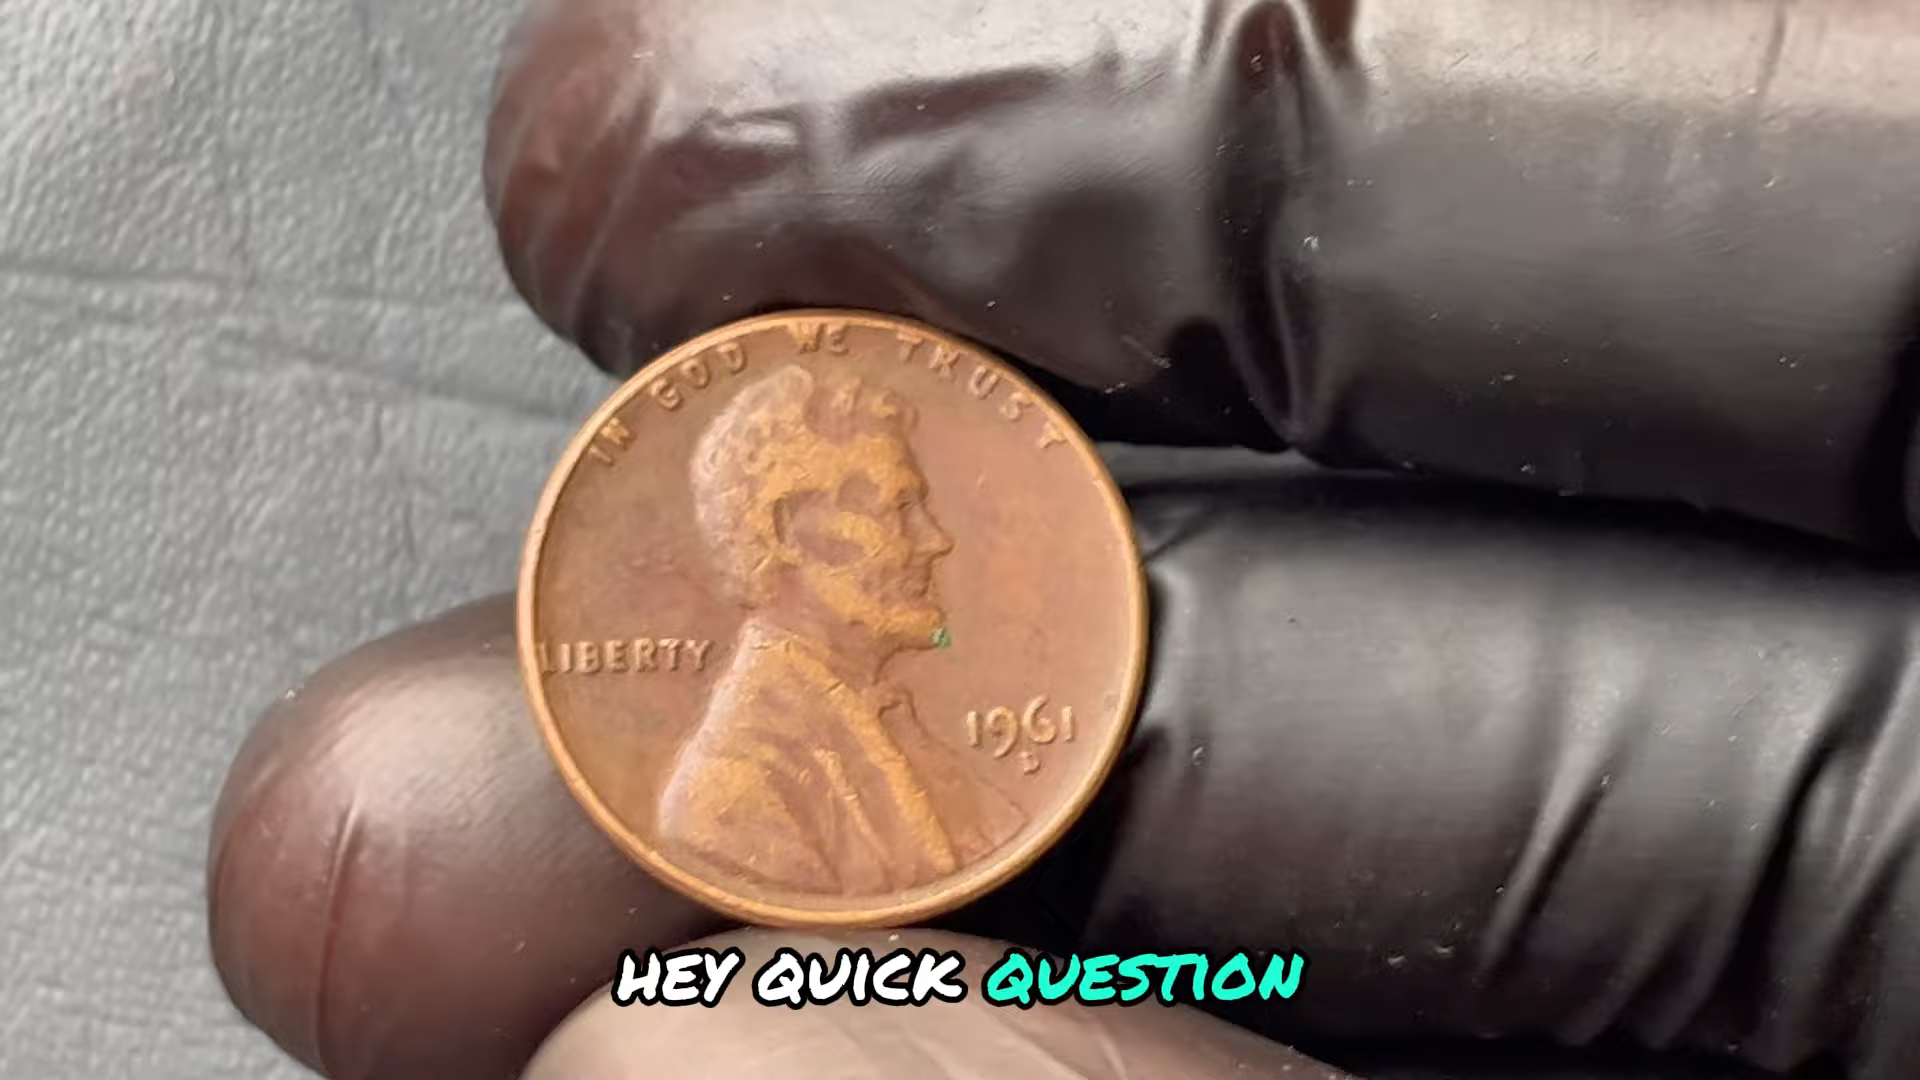 IN GOD WE TRUST
LIBERTY
1961
D
HEY QUICK QUESTION